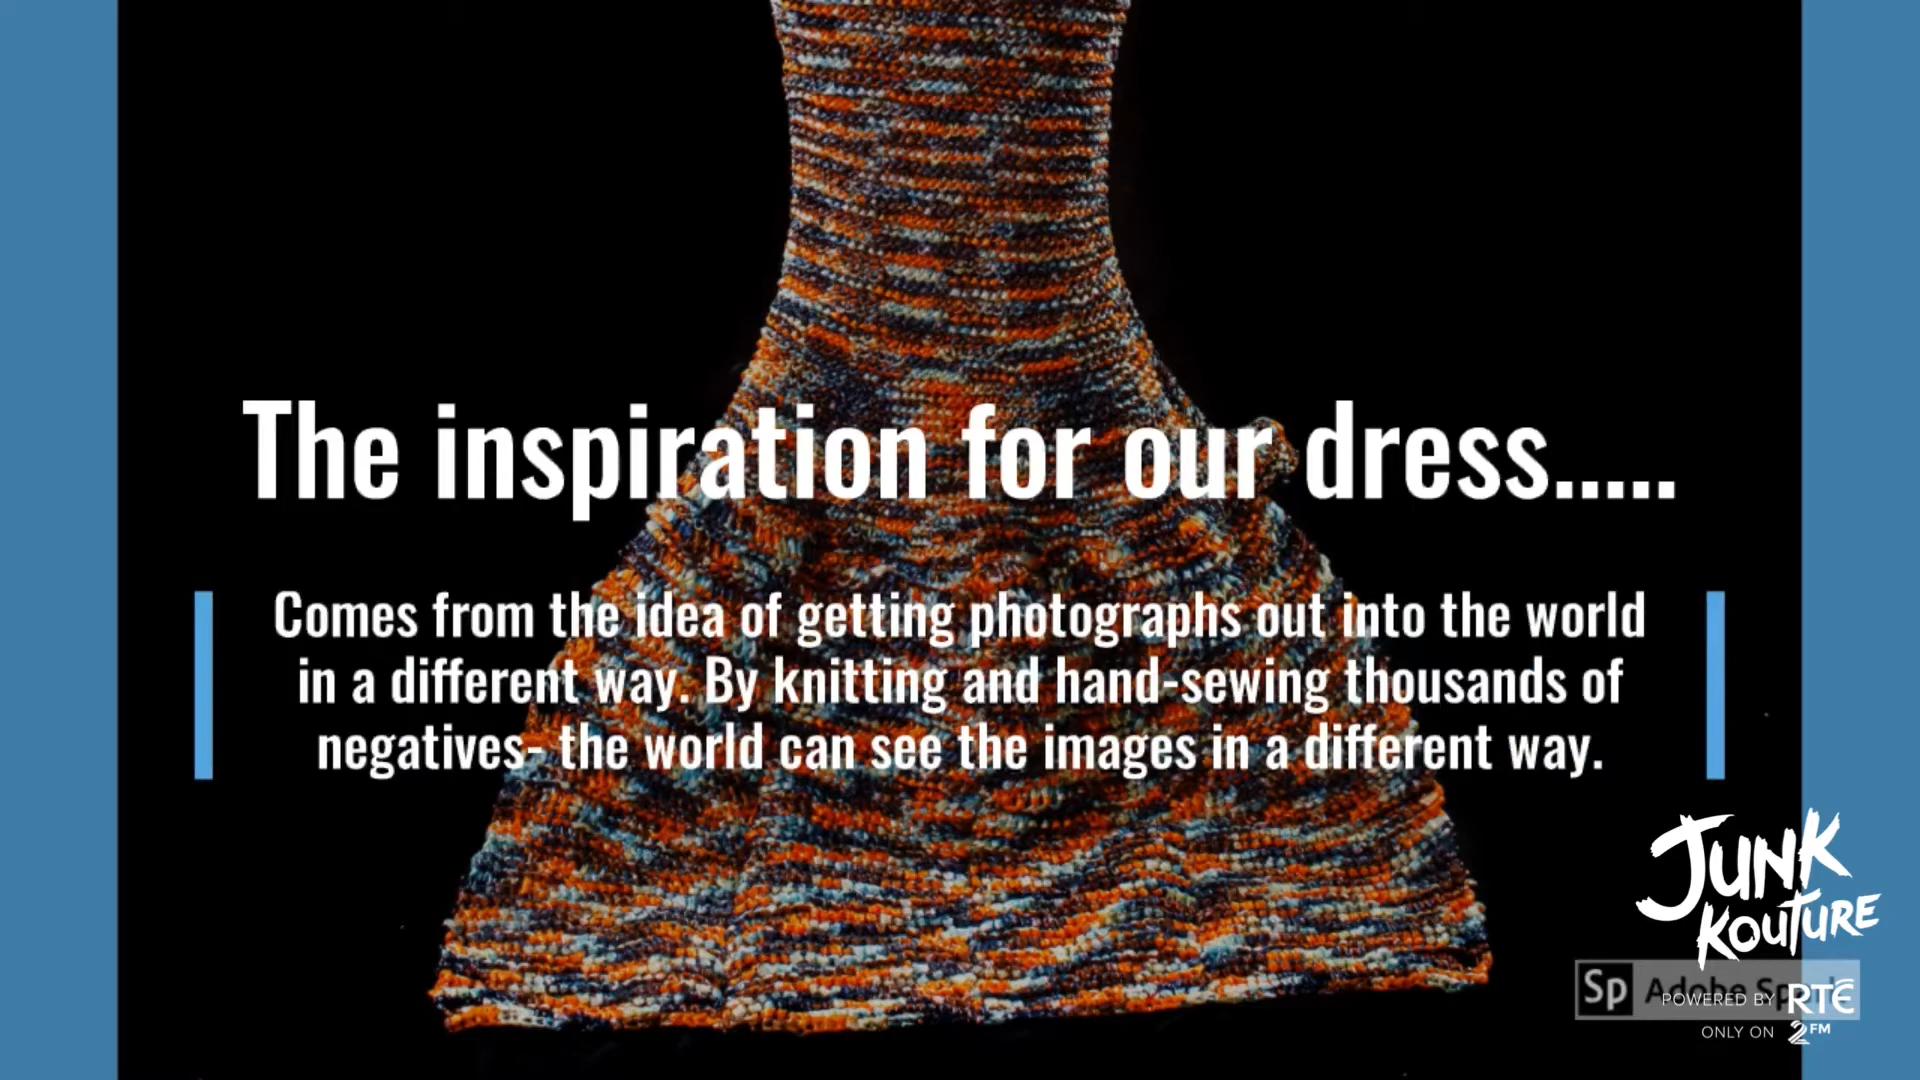 The inspiration for our dress.....
Comes from the idea of getting photographs out into the world
in a different way. By knitting and hand-sewing thousands of
negatives- the world can see the images in a different way.
JUNK
KOUTURE
Sp Adobe Spark
POWERED BY RTÉ
ONLY ON 2FM